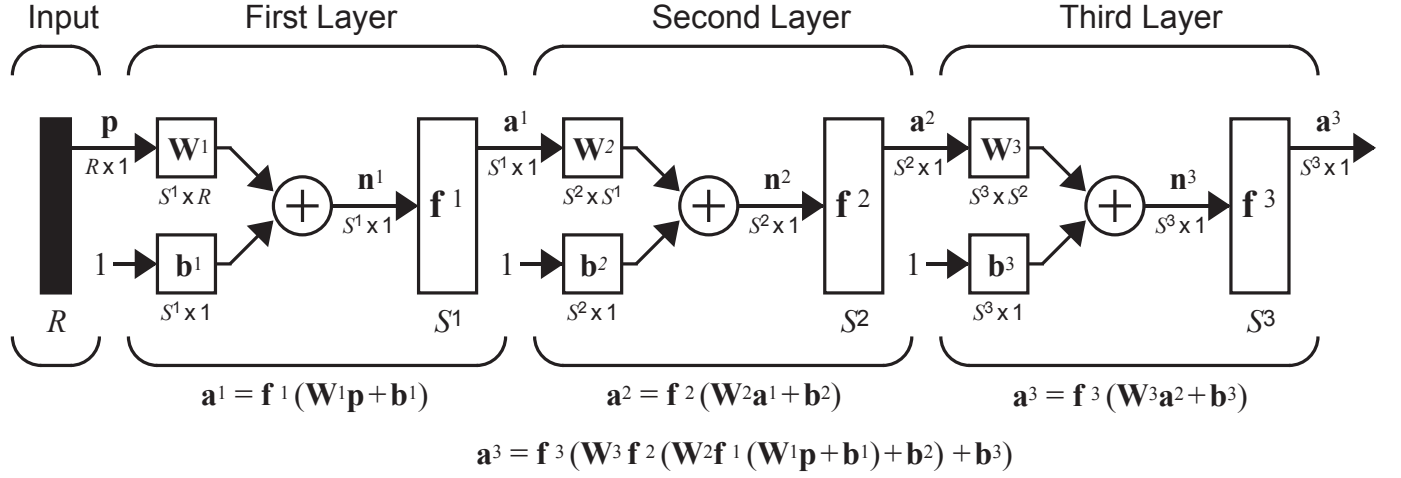 Input First Layer Second Layer Third Layer
p a¹ a² a³
W¹ W² W³
R x 1 S¹ x 1 S² x 1 S³ x 1
S¹ x R n¹ S² x S¹ n² S³ x S² n³
+ f ¹ + f ² + f ³
S¹ x 1 S² x 1 S³ x 1
1 b¹ 1 b² 1 b³
S¹ x 1 S² x 1 S³ x 1
R S¹ S² S³
a¹ = f ¹ (W¹p + b¹) a² = f ² (W²a¹ + b²) a³ = f ³ (W³a² + b³)
a³ = f ³ (W³ f ² (W²f ¹ (W¹p + b¹) + b²) + b³)